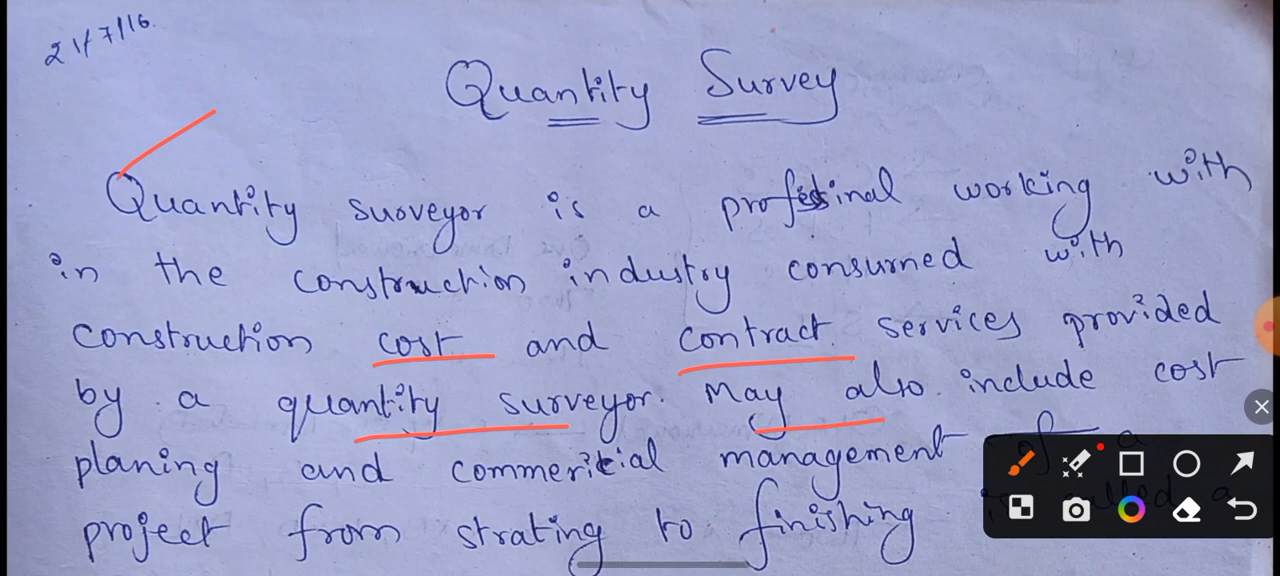 21/7/16.
Quantity Survey
Quantity suoveyor is a profesinal working with
in the construction industry consurned with
construction cost and contract services provided
by a quantity surveyor. May also include cost
planing and commericial management of a
project from strating to finishing